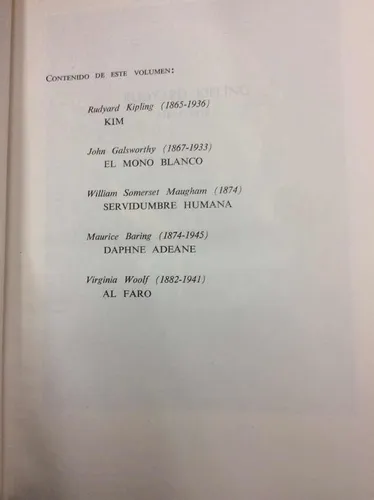 CONTENIDO DE ESTE VOLUMEN:
Rudyard Kipling (1865-1936)
KIM
John Galsworthy (1867-1933)
EL MONO BLANCO
William Somerset Maugham (1874)
SERVIDUMBRE HUMANA
Maurice Baring (1874-1945)
DAPHNE ADEANE
Virginia Woolf (1882-1941)
AL FARO